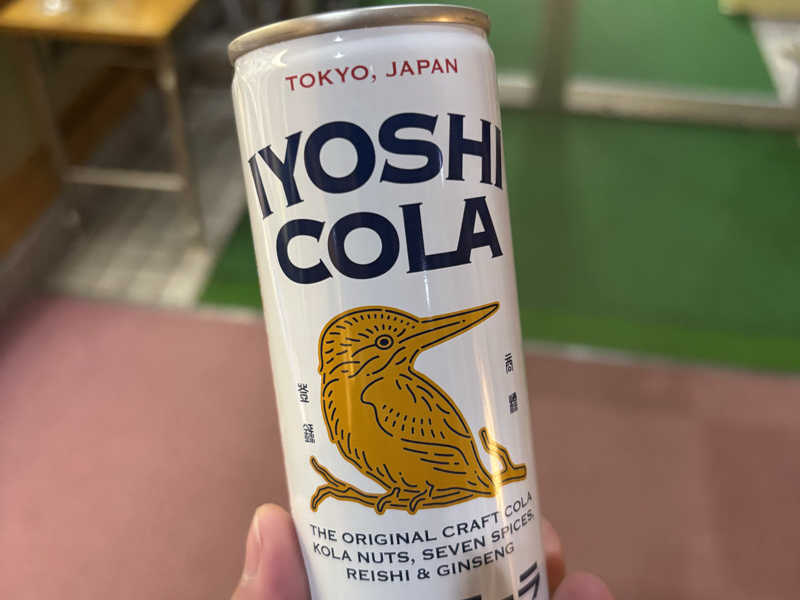 TOKYO, JAPAN
IYOSHI
COLA
THE ORIGINAL CRAFT COLA
KOLA NUTS, SEVEN SPICES,
REISHI & GINSENG